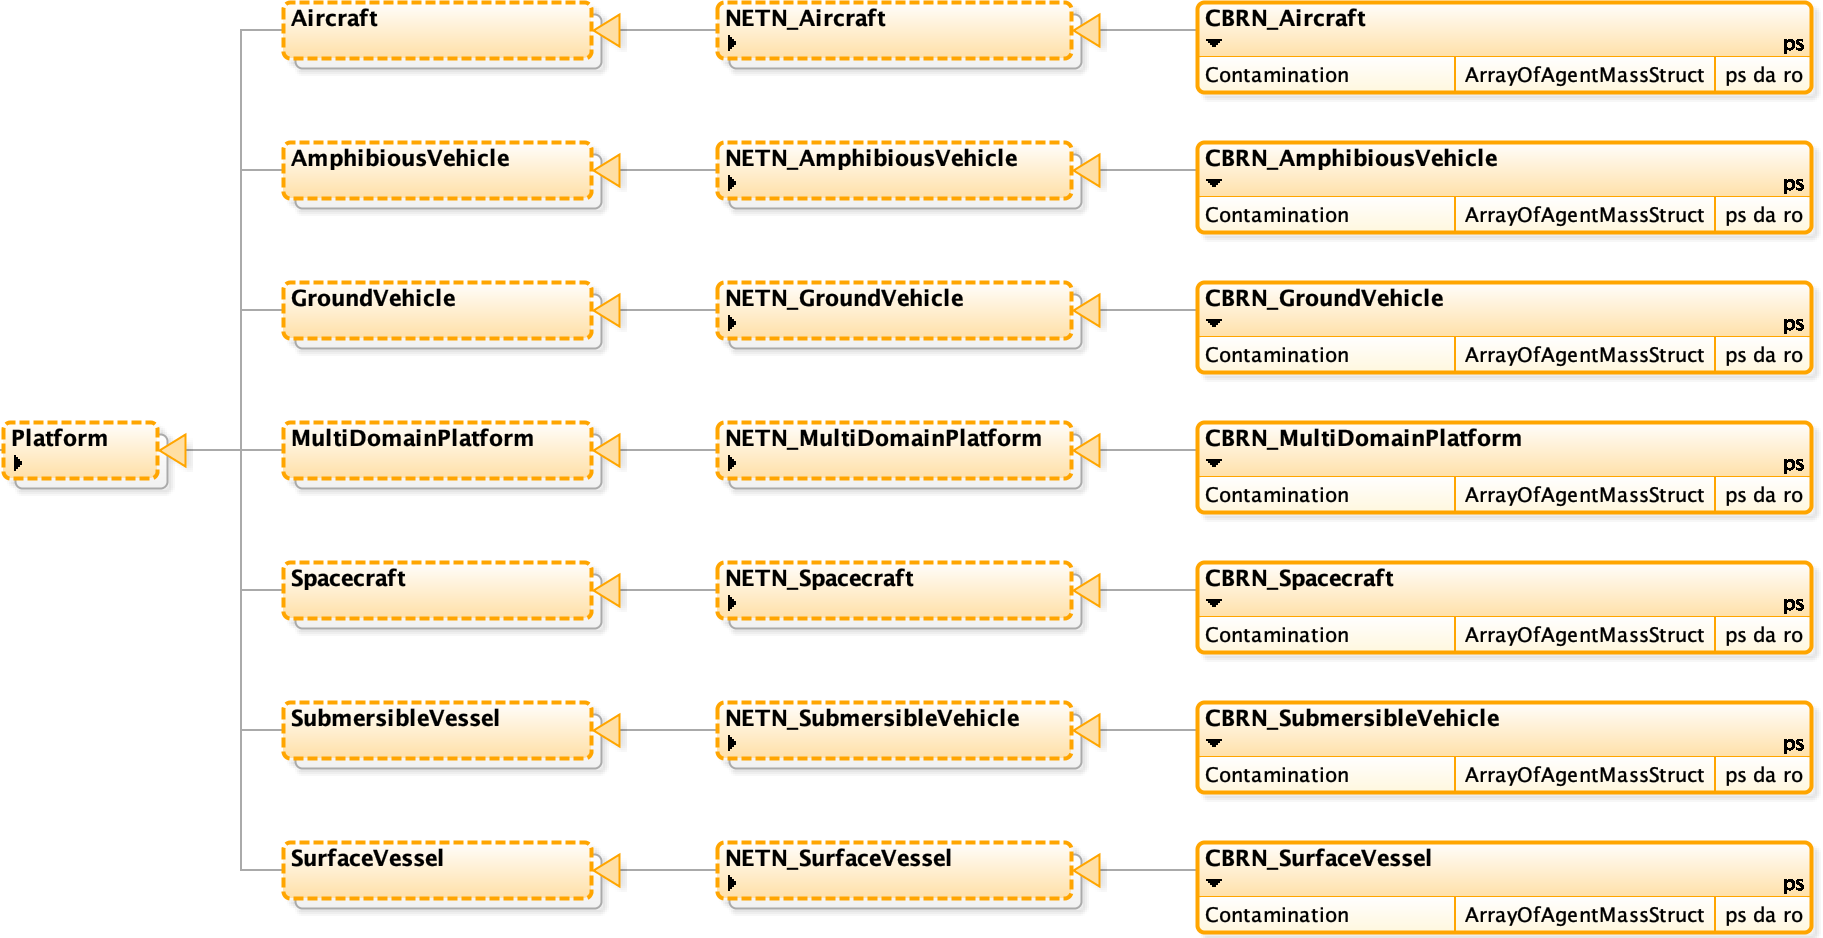 Aircraft
NETN_Aircraft
CBRN_Aircraft
ps
Contamination ArrayOfAgentMassStruct ps da ro
AmphibiousVehicle
NETN_AmphibiousVehicle
CBRN_AmphibiousVehicle
ps
Contamination ArrayOfAgentMassStruct ps da ro
GroundVehicle
NETN_GroundVehicle
CBRN_GroundVehicle
ps
Contamination ArrayOfAgentMassStruct ps da ro
Platform
MultiDomainPlatform
NETN_MultiDomainPlatform
CBRN_MultiDomainPlatform
ps
Contamination ArrayOfAgentMassStruct ps da ro
Spacecraft
NETN_Spacecraft
CBRN_Spacecraft
ps
Contamination ArrayOfAgentMassStruct ps da ro
SubmersibleVessel
NETN_SubmersibleVehicle
CBRN_SubmersibleVehicle
ps
Contamination ArrayOfAgentMassStruct ps da ro
SurfaceVessel
NETN_SurfaceVessel
CBRN_SurfaceVessel
ps
Contamination ArrayOfAgentMassStruct ps da ro